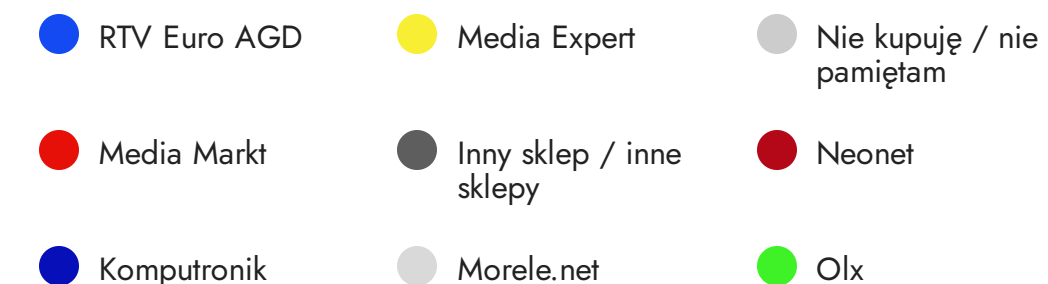 RTV Euro AGD
Media Expert
Nie kupuję / nie
pamiętam
Media Markt
Inny sklep / inne
sklepy
Neonet
Komputronik
Morele.net
Olx